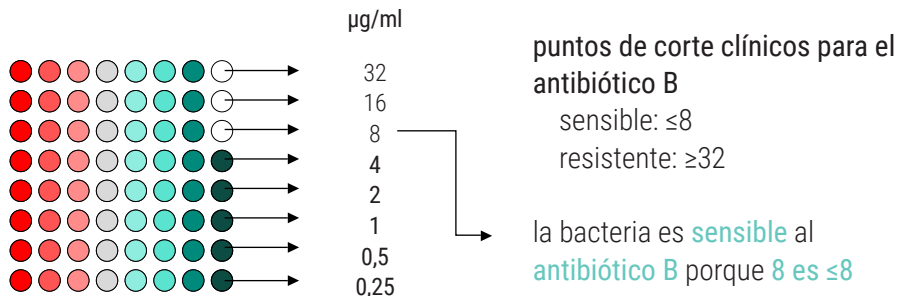 µg/ml
32
16
8
4
2
1
0,5
0,25
puntos de corte clínicos para el
antibiótico B
sensible: ≤8
resistente: ≥32
la bacteria es sensible al
antibiótico B porque 8 es ≤8